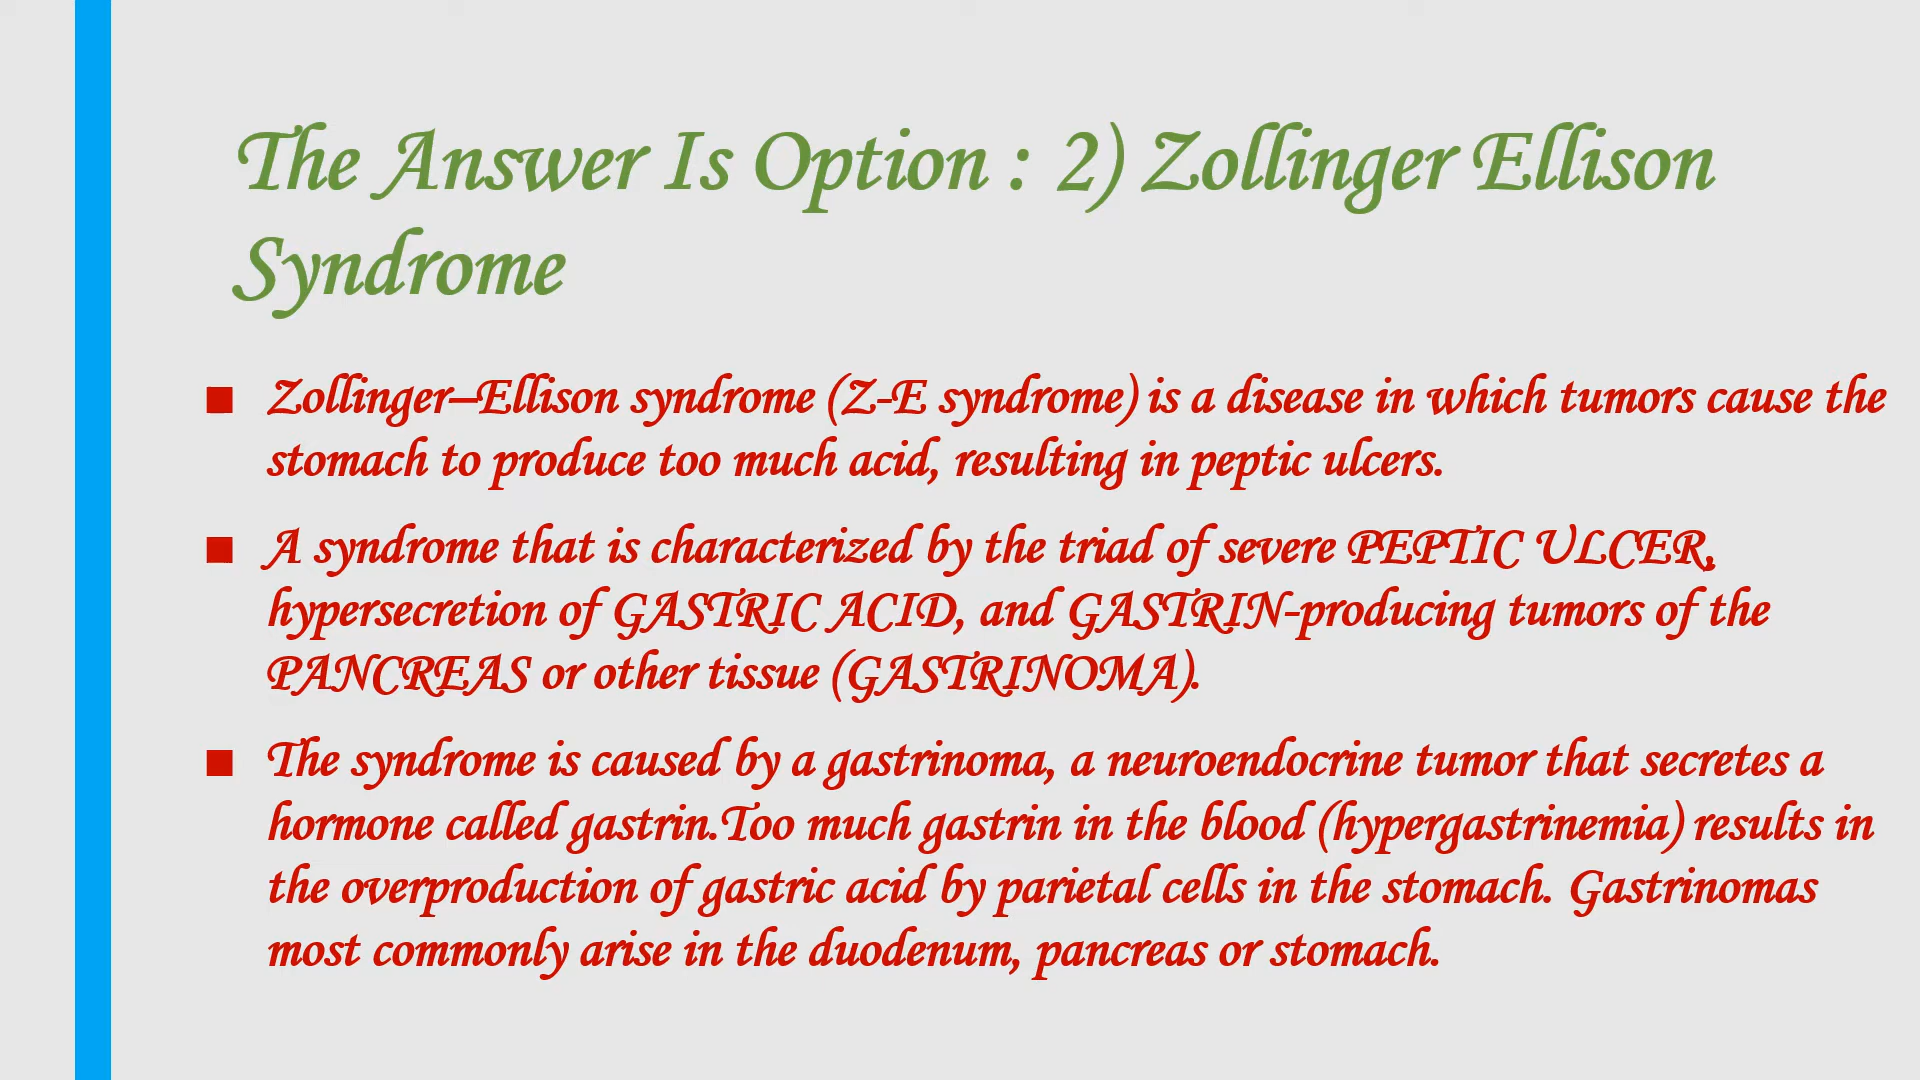 The Answer Is Option : 2) Zollinger Ellison
Syndrome
■ Zollinger–Ellison syndrome (Z-E syndrome) is a disease in which tumors cause the
stomach to produce too much acid, resulting in peptic ulcers.
■ A syndrome that is characterized by the triad of severe PEPTIC ULCER,
hypersecretion of GASTRIC ACID, and GASTRIN-producing tumors of the
PANCREAS or other tissue (GASTRINOMA).
■ The syndrome is caused by a gastrinoma, a neuroendocrine tumor that secretes a
hormone called gastrin.Too much gastrin in the blood (hypergastrinemia) results in
the overproduction of gastric acid by parietal cells in the stomach. Gastrinomas
most commonly arise in the duodenum, pancreas or stomach.